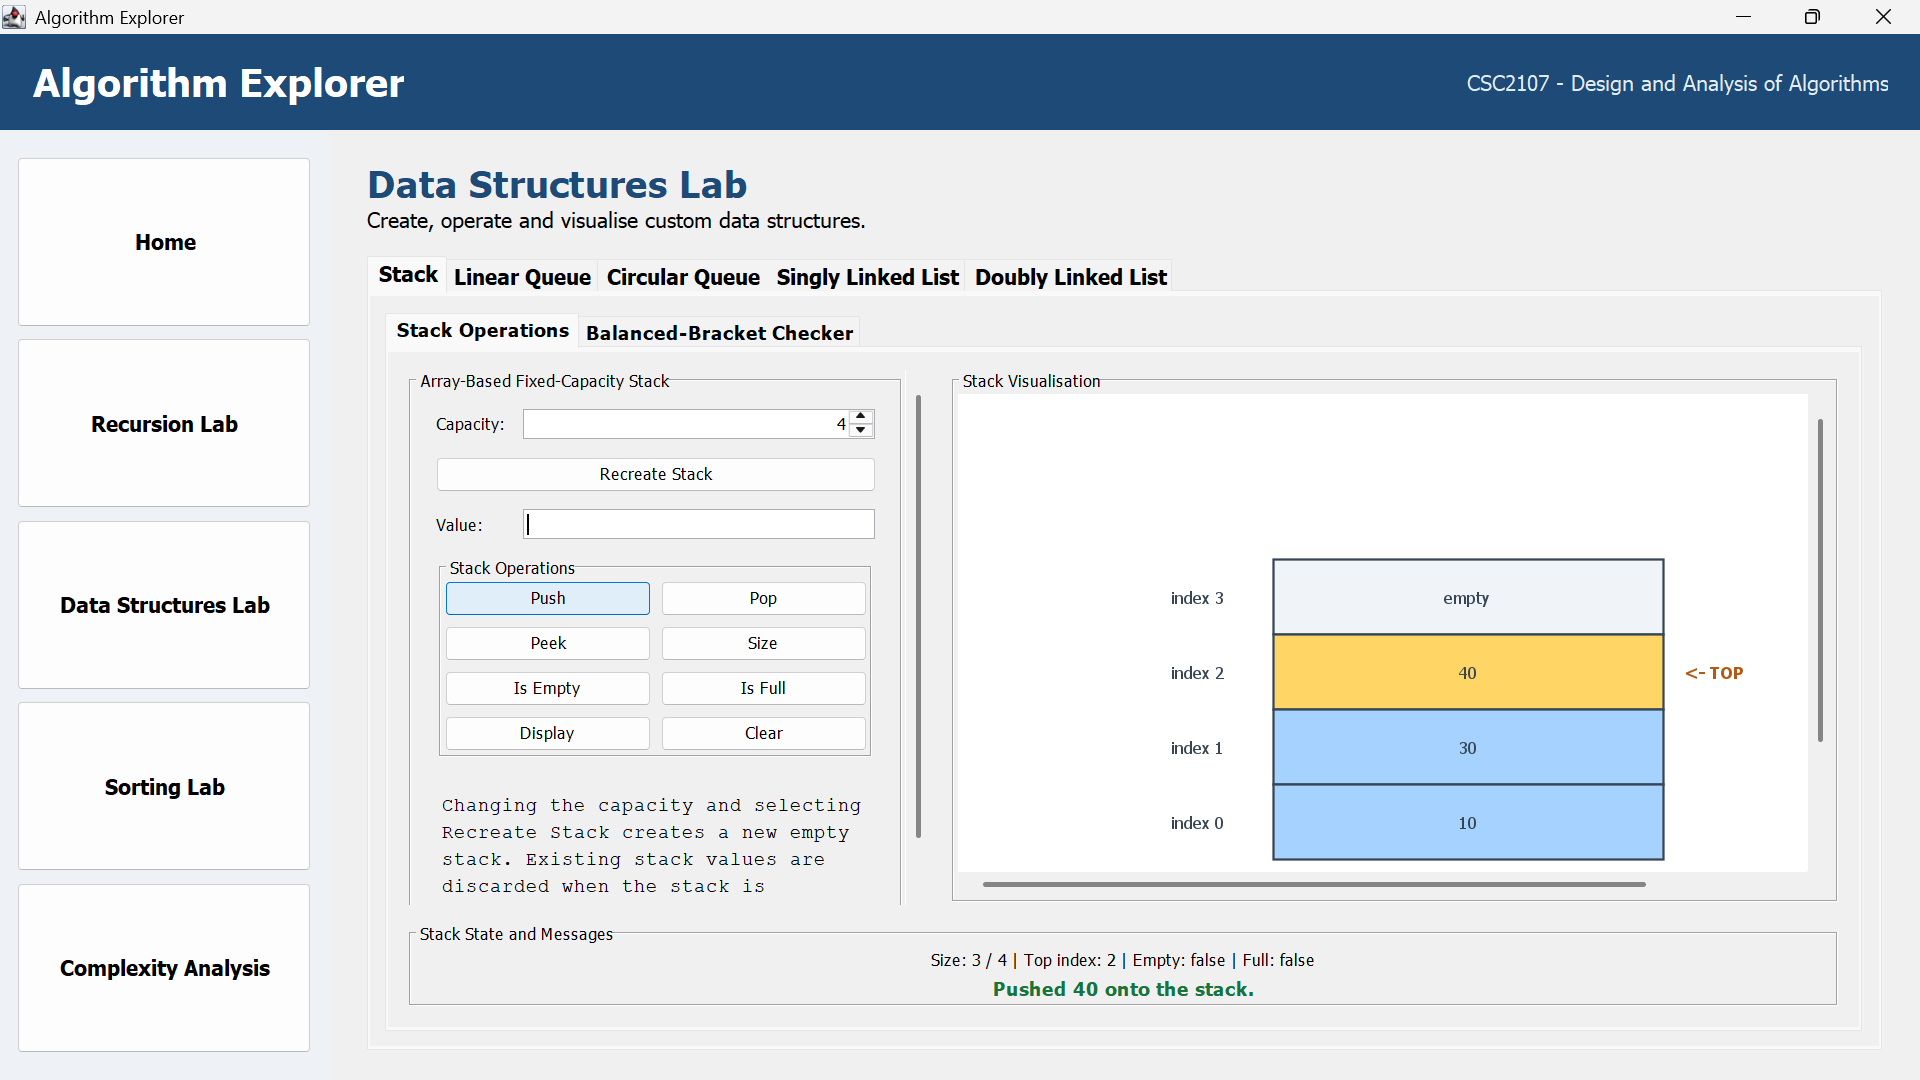 Algorithm Explorer
Algorithm Explorer
CSC2107 - Design and Analysis of Algorithms
Home
Recursion Lab
Data Structures Lab
Sorting Lab
Complexity Analysis
Data Structures Lab
Create, operate and visualise custom data structures.
Stack Linear Queue Circular Queue Singly Linked List Doubly Linked List
Stack Operations Balanced-Bracket Checker
Array-Based Fixed-Capacity Stack
Capacity: 4
Recreate Stack
Value:
Stack Operations
Push Pop
Peek Size
Is Empty Is Full
Display Clear
Changing the capacity and selecting
Recreate Stack creates a new empty
stack. Existing stack values are
discarded when the stack is
Stack Visualisation
index 3 empty
index 2 40 <- TOP
index 1 30
index 0 10
Stack State and Messages
Size: 3 / 4 | Top index: 2 | Empty: false | Full: false
Pushed 40 onto the stack.